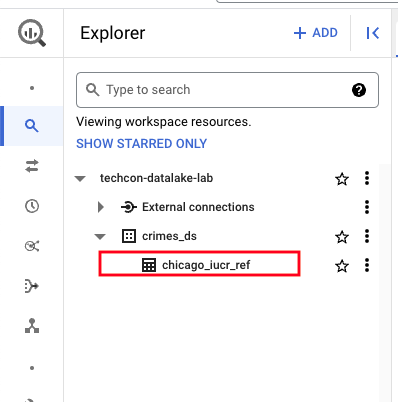 Explorer
+ ADD
Type to search
Viewing workspace resources.
SHOW STARRED ONLY
techcon-datalake-lab
External connections
crimes_ds
chicago_iucr_ref